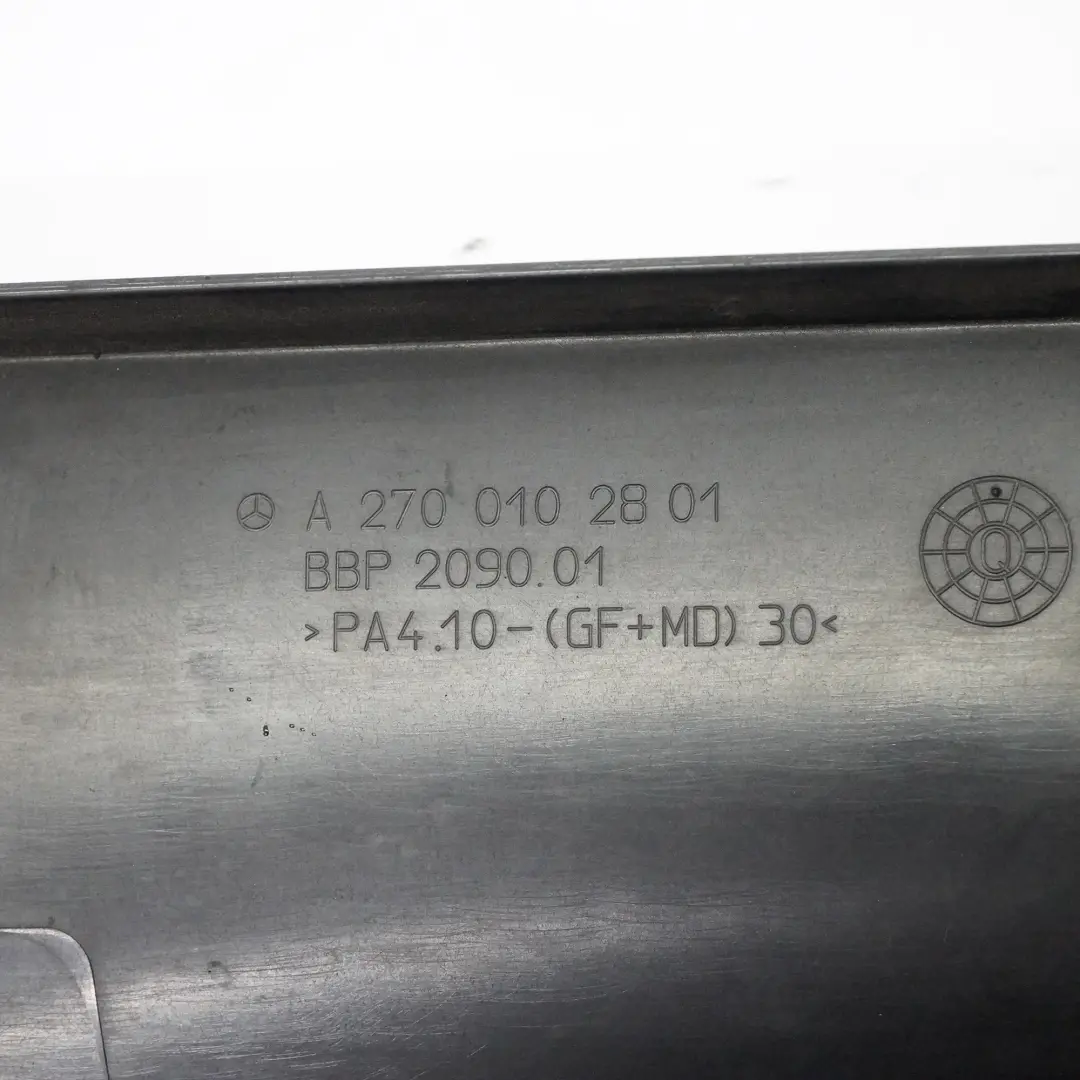 A 270 010 28 01
BBP 2090.01
>PA4.10-(GF+MD) 30<
Q